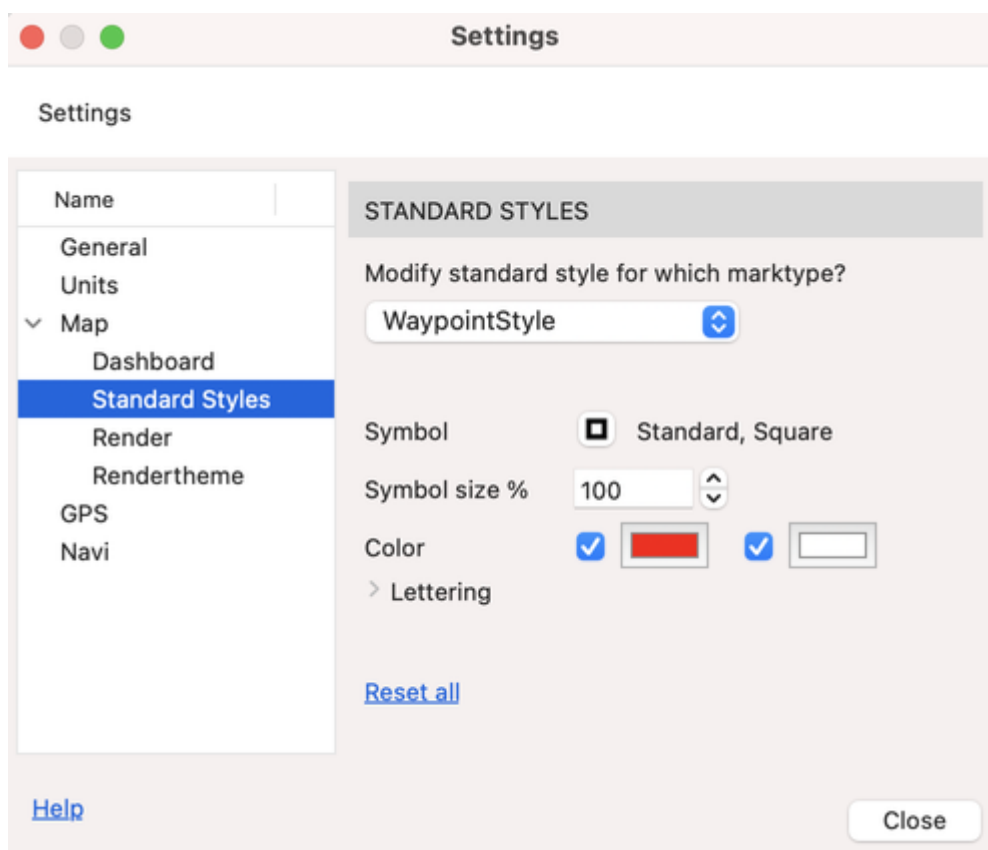 Settings
Settings
Name
General
Units
Map
Dashboard
Standard Styles
Render
Rendertheme
GPS
Navi
STANDARD STYLES
Modify standard style for which marktype?
WaypointStyle
Symbol Standard, Square
Symbol size % 100
Color
Lettering
Reset all
Help
Close